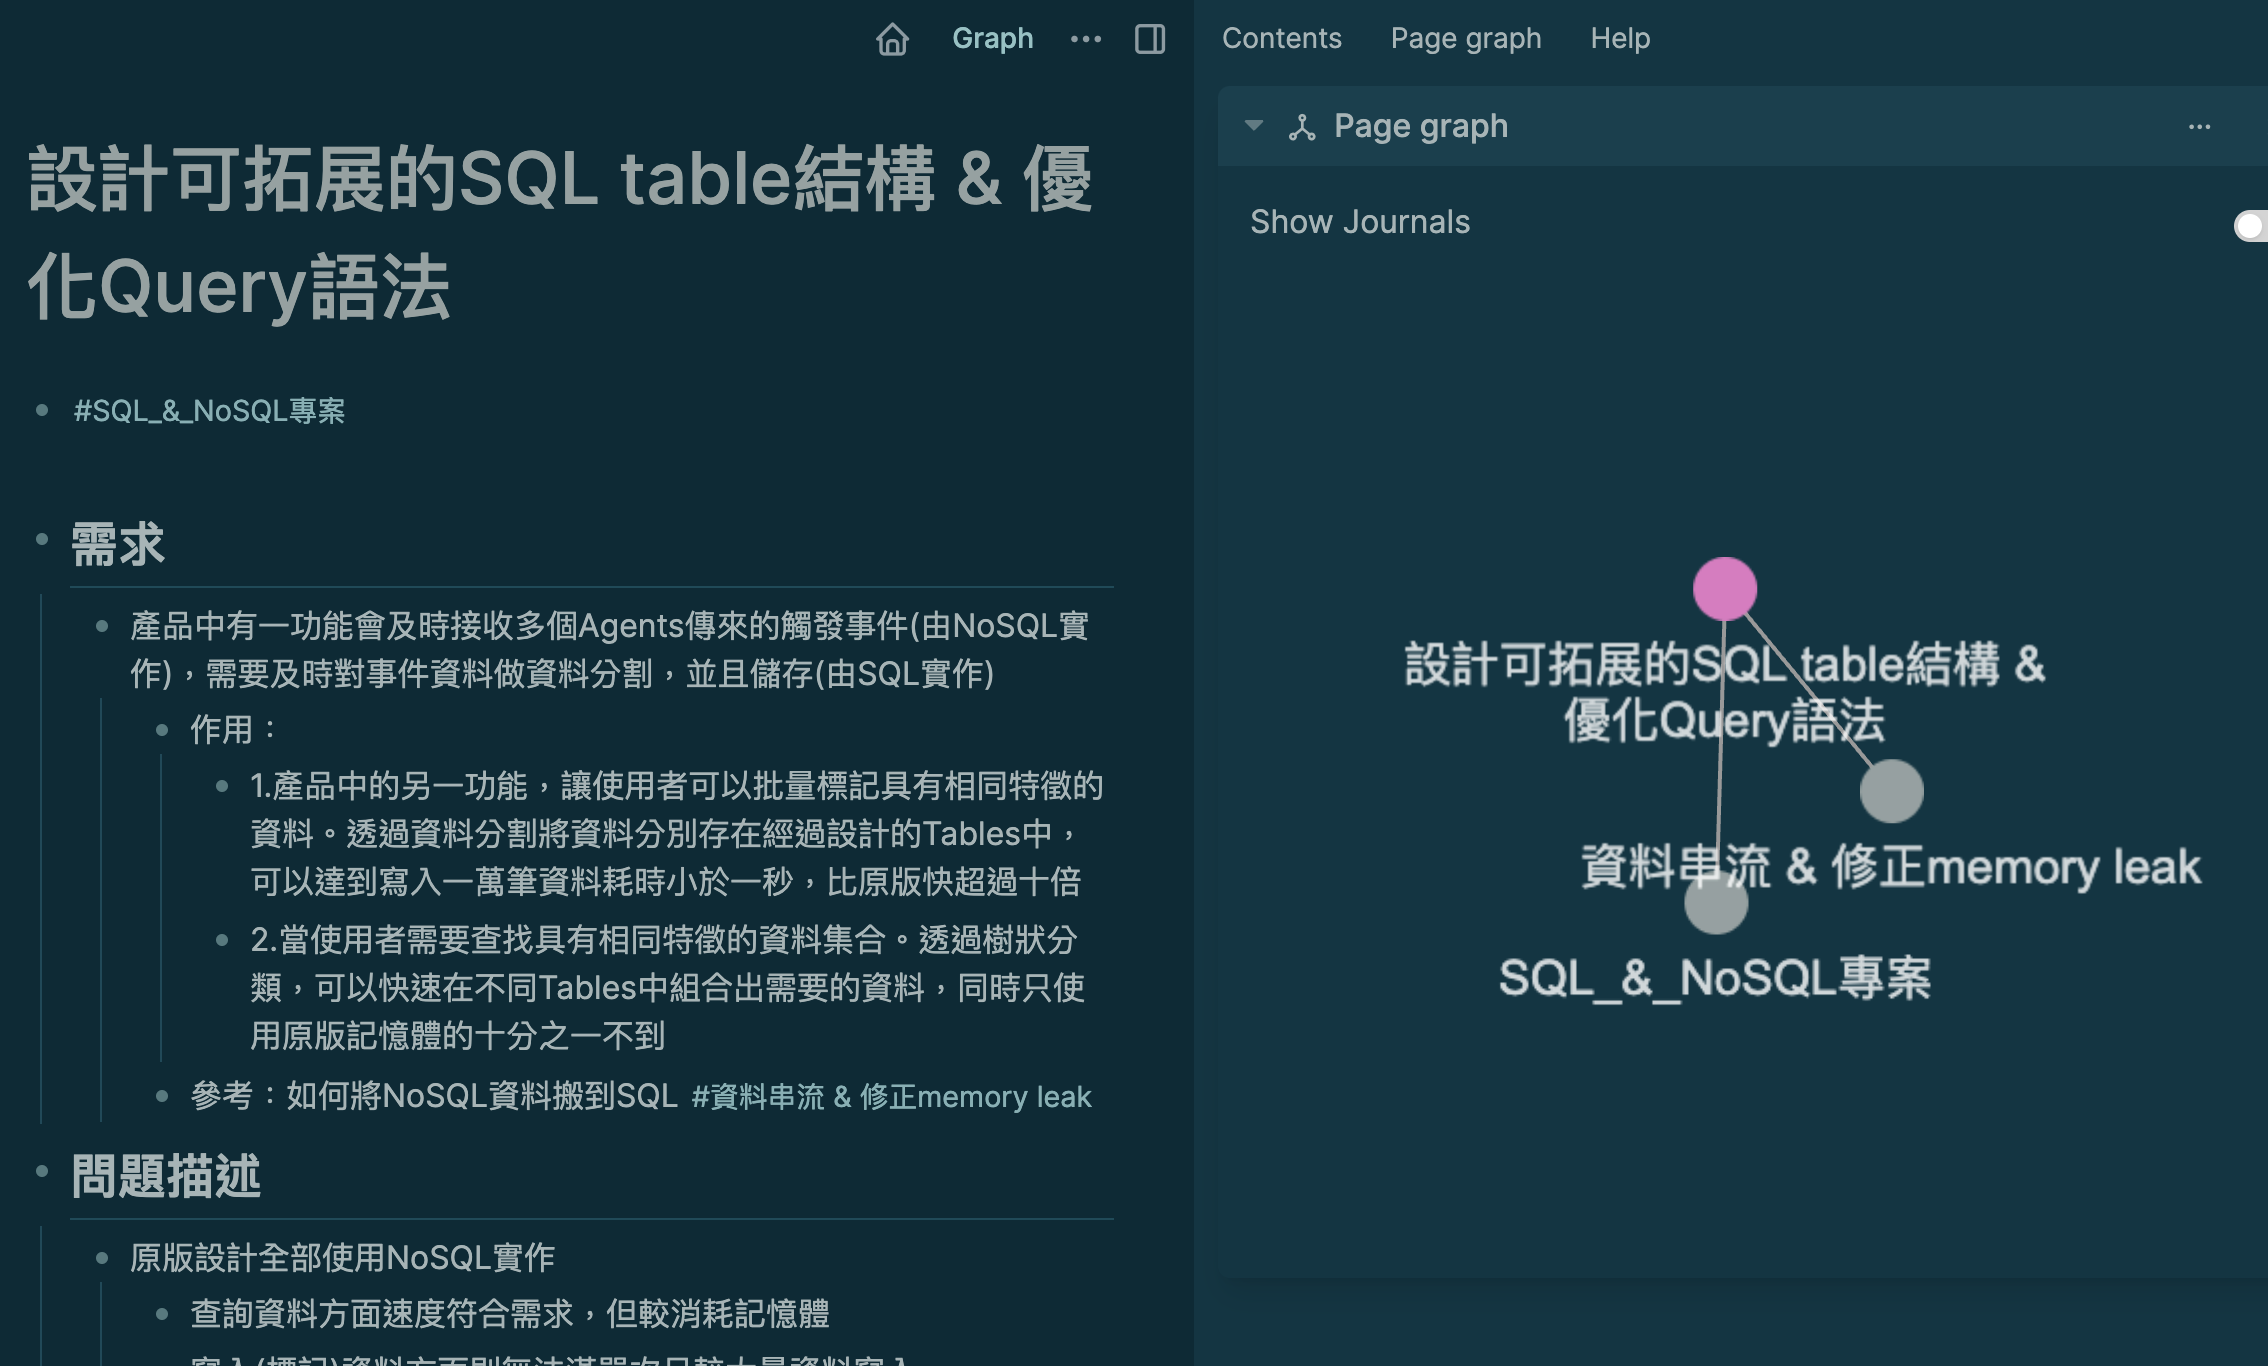 Graph
設計可拓展的SQL table結構 & 優
化Query語法
#SQL_&_NoSQL專案
需求
產品中有一功能會及時接收多個Agents傳來的觸發事件(由NoSQL實
作)，需要及時對事件資料做資料分割，並且儲存(由SQL實作)
作用：
1.產品中的另一功能，讓使用者可以批量標記具有相同特徵的
資料。透過資料分割將資料分別存在經過設計的Tables中，
可以達到寫入一萬筆資料耗時小於一秒，比原版快超過十倍
2.當使用者需要查找具有相同特徵的資料集合。透過樹狀分
類，可以快速在不同Tables中組合出需要的資料，同時只使
用原版記憶體的十分之一不到
參考：如何將NoSQL資料搬到SQL #資料串流 & 修正memory leak
問題描述
原版設計全部使用NoSQL實作
查詢資料方面速度符合需求，但較消耗記憶體
Contents Page graph Help
Page graph
Show Journals
設計可拓展的SQL table結構 &
優化Query語法
資料串流 & 修正memory leak
SQL_&_NoSQL專案